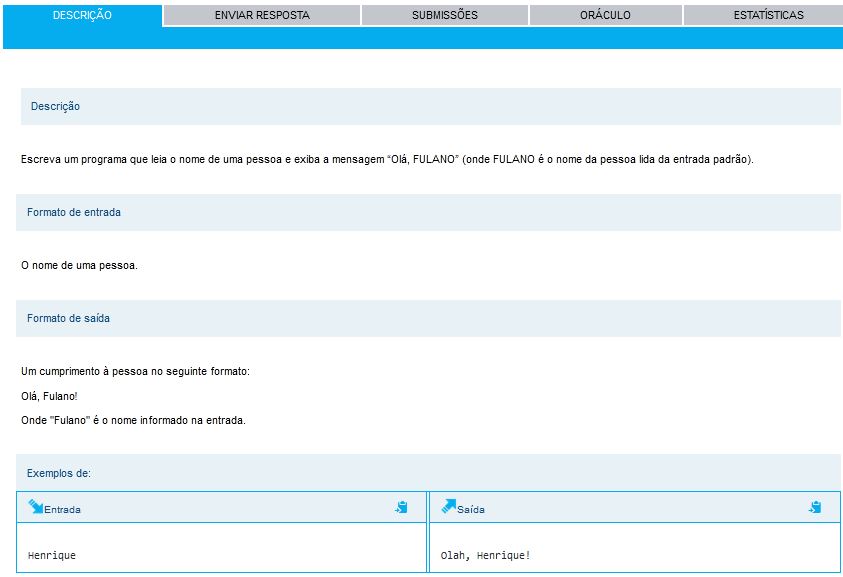 DESCRIÇÃO
ENVIAR RESPOSTA
SUBMISSÕES
ORÁCULO
ESTATÍSTICAS
Descrição
Escreva um programa que leia o nome de uma pessoa e exiba a mensagem “Olá, FULANO” (onde FULANO é o nome da pessoa lida da entrada padrão).
Formato de entrada
O nome de uma pessoa.
Formato de saída
Um cumprimento à pessoa no seguinte formato:
Olá, Fulano!
Onde "Fulano" é o nome informado na entrada.
Exemplos de:
Entrada
Saída
Henrique
Olah, Henrique!